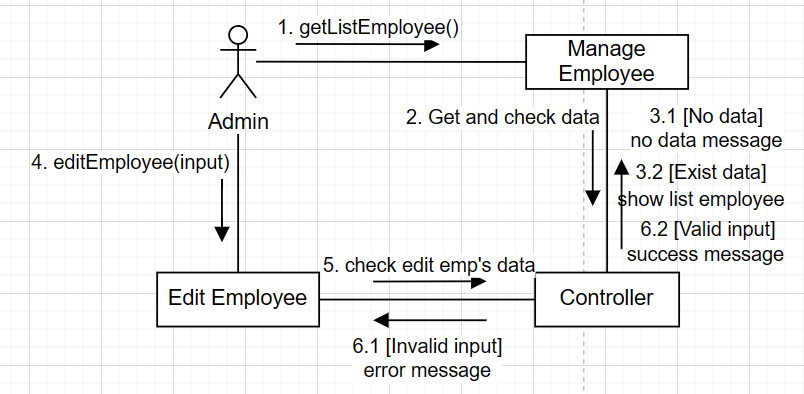 1. getListEmployee()
Manage
Employee
Admin
2. Get and check data
3.1 [No data]
no data message
4. editEmployee(input)
3.2 [Exist data]
show list employee
6.2 [Valid input]
success message
5. check edit emp's data
Edit Employee
Controller
6.1 [Invalid input]
error message